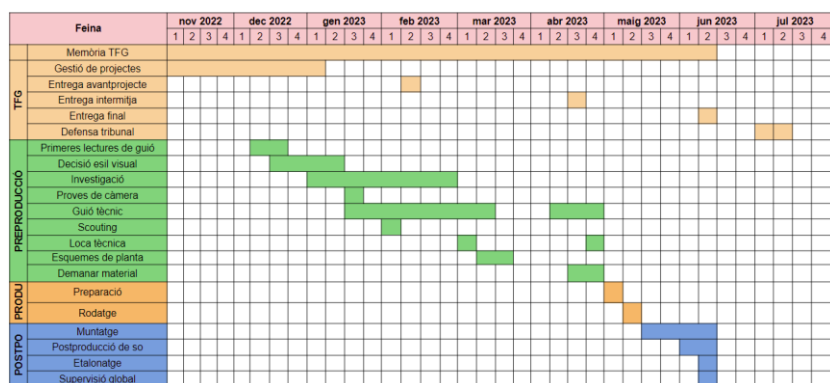 Feina nov 2022 dec 2022 gen 2023 feb 2023 mar 2023 abr 2023 maig 2023 jun 2023 jul 2023
1 2 3 4 1 2 3 4 1 2 3 4 1 2 3 4 1 2 3 4 1 2 3 4 1 2 3 4 1 2 3 4 1 2 3 4
Memòria TFG
TFG
Gestió de projectes
Entrega avantprojecte
Entrega intermitja
Entrega final
Defensa tribunal
PREPRODUCCIÓ
Primeres lectures de guió
Decisió esil visual
Investigació
Proves de càmera
Guió tècnic
Scouting
Loca tècnica
Esquemes de planta
Demanar material
PRODU
Preparació
Rodatge
POSTPO
Muntatge
Postproducció de so
Etalonatge
Supervisió global